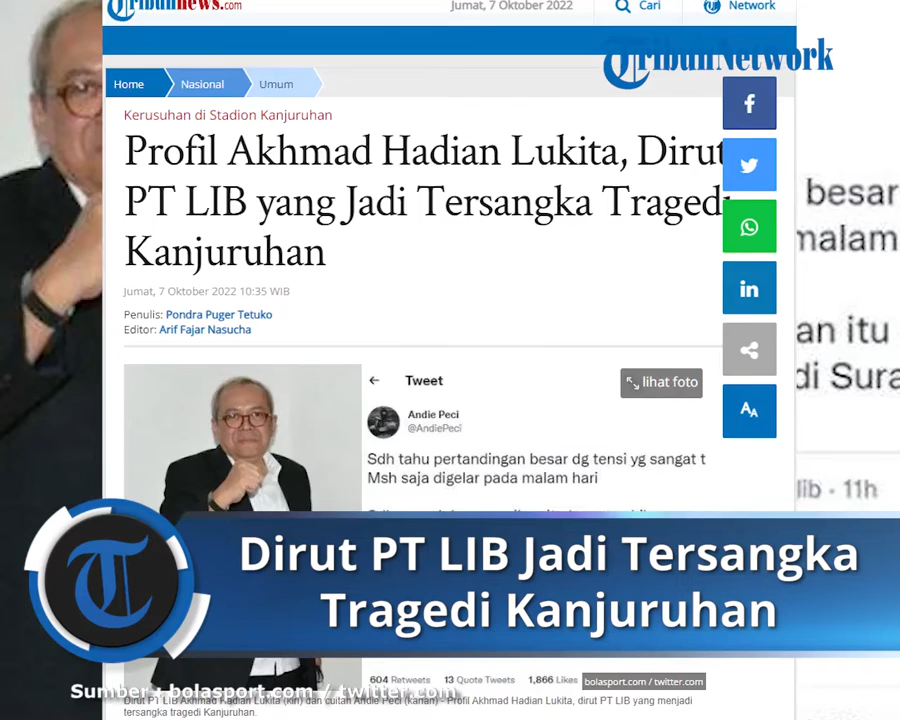 Tribunnews.com
Jumat, 7 Oktober 2022
Cari
Network
TribunNetwork
Home
Nasional
Umum
Kerusuhan di Stadion Kanjuruhan
Profil Akhmad Hadian Lukita, Dirut
PT LIB yang Jadi Tersangka Tragedi
Kanjuruhan
Jumat, 7 Oktober 2022 10:35 WIB
Penulis: Pondra Puger Tetuko
Editor: Arif Fajar Nasucha
besar
malam
an itu
di Sura
lib · 11h
Tweet
lihat foto
Andie Peci
@AndiePeci
Sdh tahu pertandingan besar dg tensi yg sangat t
Msh saja digelar pada malam hari
Dirut PT LIB Jadi Tersangka
Tragedi Kanjuruhan
604 Retweets 13 Quote Tweets 1,866 Likes
bolasport.com / twitter.com
Sumber : bolasport.com / twitter.com
Dirut PT LIB Akhmad Hadian Lukita (kiri) dan cuitan Andie Peci (kanan) - Profil Akhmad Hadian Lukita, dirut PT LIB yang menjadi
tersangka tragedi Kanjuruhan.